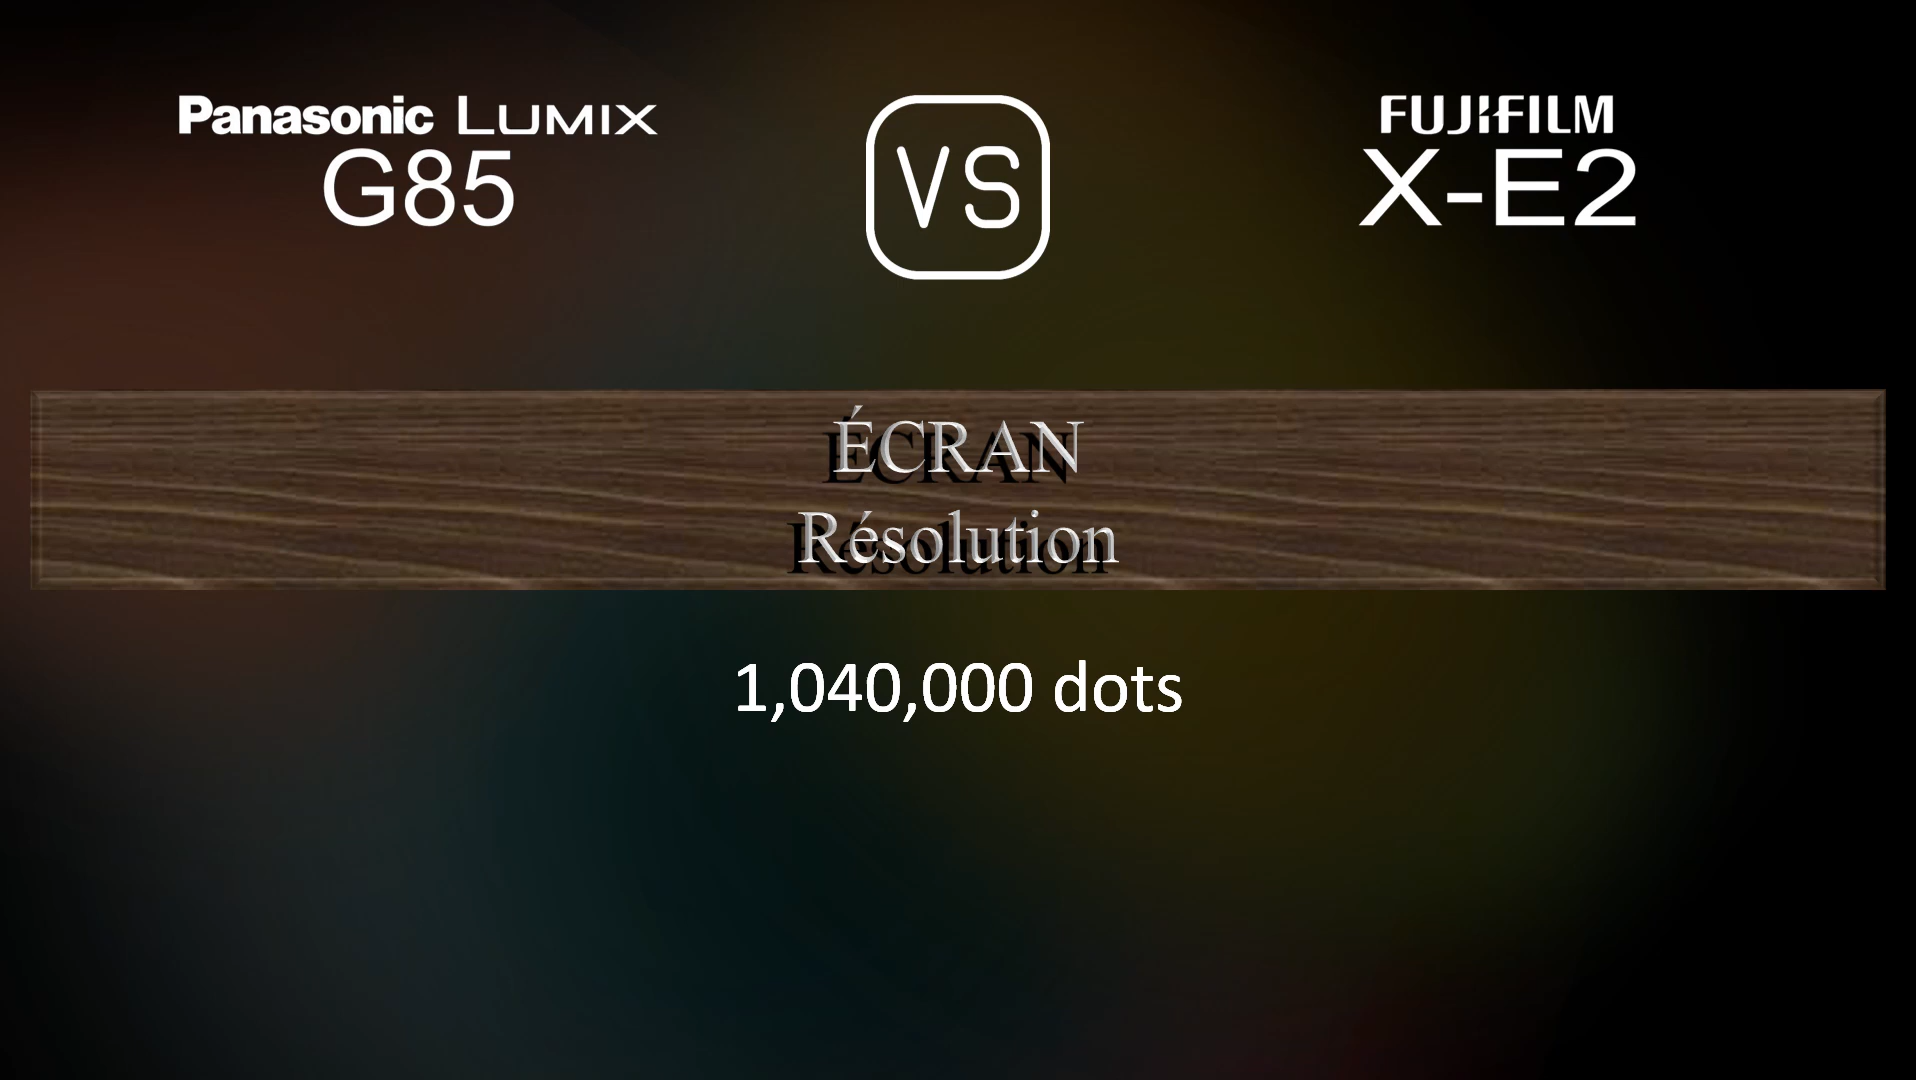 Panasonic LUMIX
G85
VS
FUJIFILM
X-E2
ÉCRAN
Résolution
1,040,000 dots